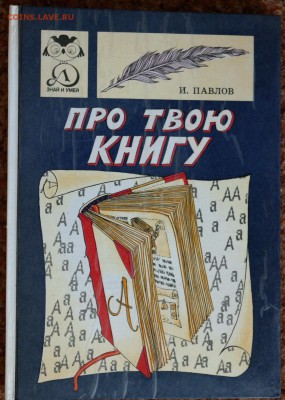 COINS.LAVE.RU
ЗНАЙ И УМЕЙ
И. ПАВЛОВ
ПРО ТВОЮ
КНИГУ
А